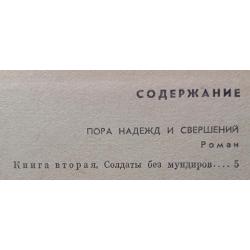 СОДЕРЖАНИЕ
ПОРА НАДЕЖД И СВЕРШЕНИЙ
Роман
Книга вторая. Солдаты без мундиров.... 5